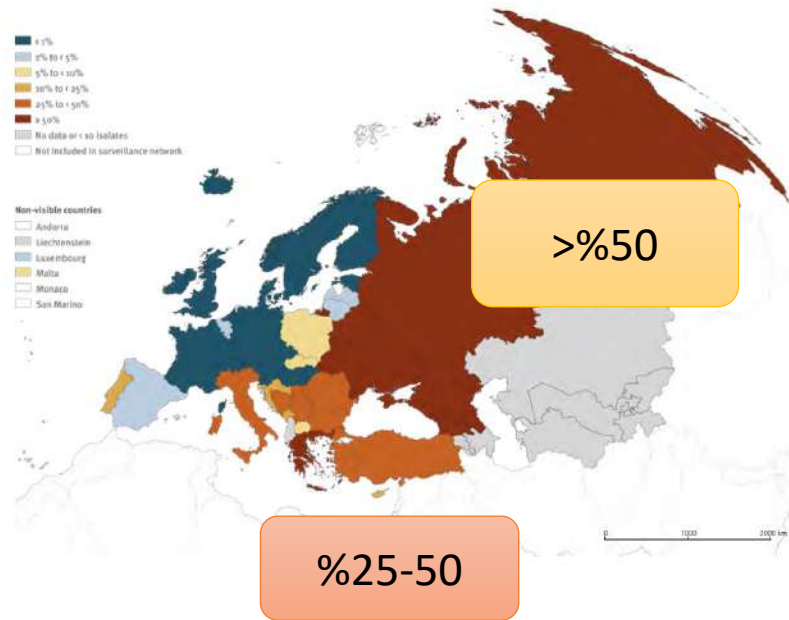 < 1%
1% to < 5%
5% to < 10%
10% to < 25%
25% to < 50%
≥ 50%
No data or < 10 isolates
Not included in surveillance network
Non-visible countries
Andorra
Liechtenstein
Luxembourg
Malta
Monaco
San Marino
>%50
%25-50
0 1000 2000 km